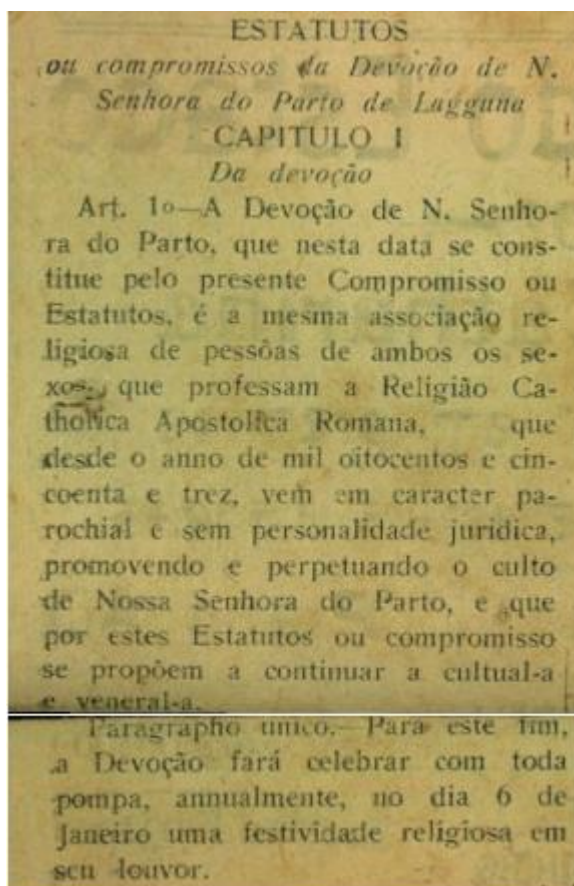 ESTATUTOS
ou compromissos da Devoção de N.
Senhora do Parto de Lagguna
CAPITULO I
Da devoção
Art. 1º—A Devoção de N. Senho-
ra do Parto, que nesta data se cons-
titue pelo presente Compromisso ou
Estatutos, é a mesma associação re-
ligiosa de pessôas de ambos os se-
xos, que professam a Religião Ca-
tholica Apostolica Romana, que
desde o anno de mil oitocentos e cin-
coenta e trez, vem em caracter pa-
rochial e sem personalidade juridica,
promovendo e perpetuando o culto
de Nossa Senhora do Parto, e que
por estes Estatutos ou compromisso
se propõem a continuar a cultual-a
e veneral-a.
Paragrapho unico.—Para este fim,
a Devoção fará celebrar com toda
pompa, annualmente, no dia 6 de
Janeiro uma festividade religiosa em
seu louvor.